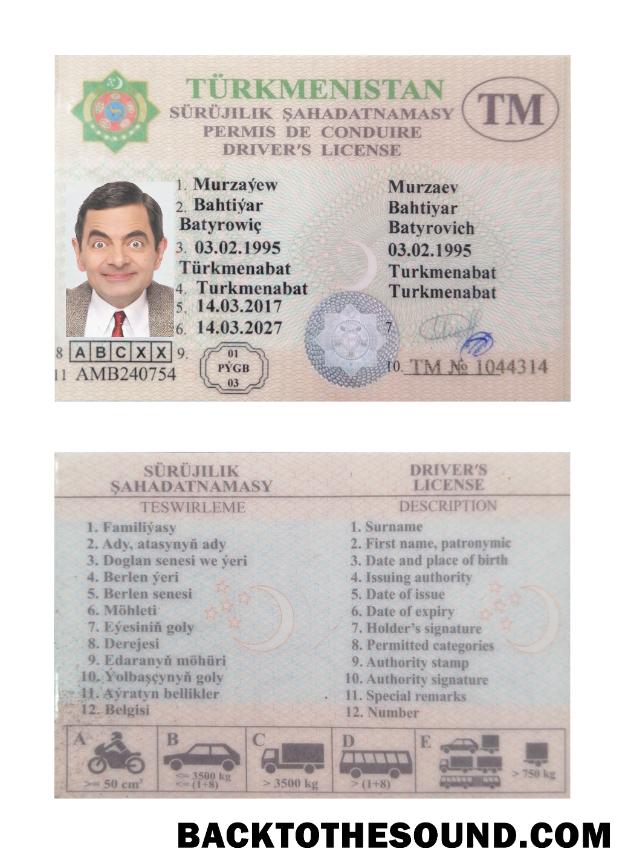 TÜRKMENISTAN
SÜRÜJILIK ŞAHADATNAMASY
PERMIS DE CONDUIRE
DRIVER'S LICENSE
TM
1. Murzaýew Murzaev
2. Bahtiýar Bahtiyar
Batyrowiç Batyrovich
3. 03.02.1995 03.02.1995
Türkmenabat Turkmenabat
4. Turkmenabat Turkmenabat
5. 14.03.2017
6. 14.03.2027 7.
8 A B C X X 9. 01
PÝGB
03
11 AMB240754 10. TM № 1044314
SÜRÜJILIK
ŞAHADATNAMASY
DRIVER'S
LICENSE
TESWIRLEME DESCRIPTION
1. Familiýasy
2. Ady, atasynyň ady
3. Doglan senesi we ýeri
4. Berlen ýeri
5. Berlen senesi
6. Möhleti
7. Eýesiniň goly
8. Derejesi
9. Edaranyň möhüri
10. Ýolbaşçynyň goly
11. Aýratyn bellikler
12. Belgisi
1. Surname
2. First name, patronymic
3. Date and place of birth
4. Issuing authority
5. Date of issue
6. Date of expiry
7. Holder's signature
8. Permitted categories
9. Authority stamp
10. Authority signature
11. Special remarks
12. Number
A B C D E
>= 50 cm³ <= 3500 kg
<= (1+8) > 3500 kg > (1+8) > 750 kg
BACKTOTHESOUND.COM